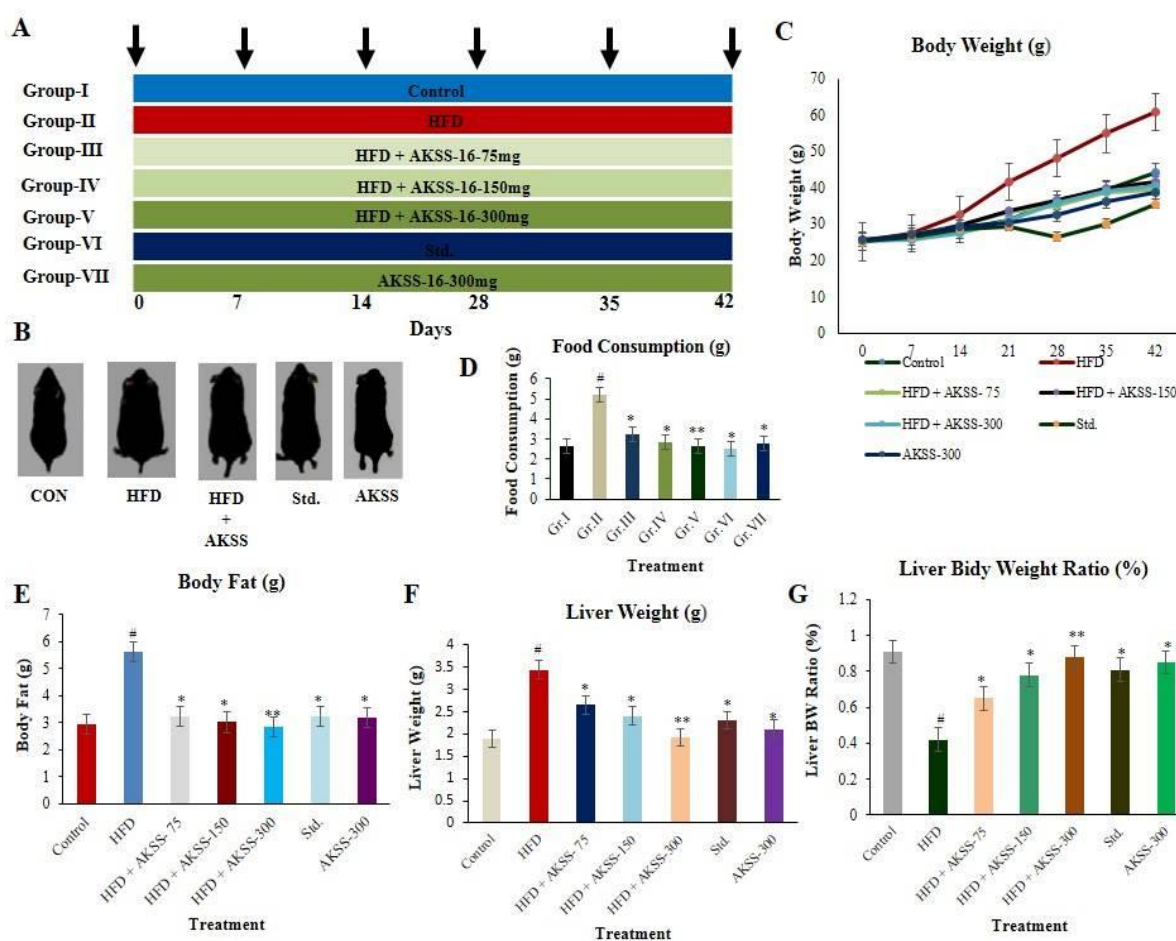 A
Group-I
Control
Group-II
HFD
Group-III
HFD + AKSS-16-75mg
Group-IV
HFD + AKSS-16-150mg
Group-V
HFD + AKSS-16-300mg
Group-VI
Std.
Group-VII
AKSS-16-300mg
0 7 14 28 35 42
Days
B
CON
HFD
HFD
+
AKSS
Std.
AKSS
C
Body Weight (g)
Body Weight (g)
70
60
50
40
30
20
10
0
0 7 14 21 28 35 42
Control HFD
HFD + AKSS- 75 HFD + AKSS-150
HFD + AKSS-300 Std.
AKSS-300
D
Food Consumption (g)
Food Consumption (g)
6
5
4
3
2
1
0
# * * ** * *
Gr.I Gr.II Gr.III Gr.IV Gr.V Gr.VI Gr.VII
Treatment
E
Body Fat (g)
Body Fat (g)
7
6
5
4
3
2
1
0
# * * ** * *
Control HFD HFD + AKSS-75 HFD + AKSS-150 HFD + AKSS-300 Std. AKSS-300
Treatment
F
Liver Weight (g)
Liver Weight (g)
4
3.5
3
2.5
2
1.5
1
0.5
0
# * * ** * *
Control HFD HFD + AKSS-75 HFD + AKSS-150 HFD + AKSS-300 Std. AKSS-300
Treatment
G
Liver Bidy Weight Ratio (%)
Liver BW Ratio (%)
1.2
1
0.8
0.6
0.4
0.2
0
# * * ** * *
Control HFD HFD + AKSS-75 HFD + AKSS-150 HFD + AKSS-300 Std. AKSS-300
Treatment